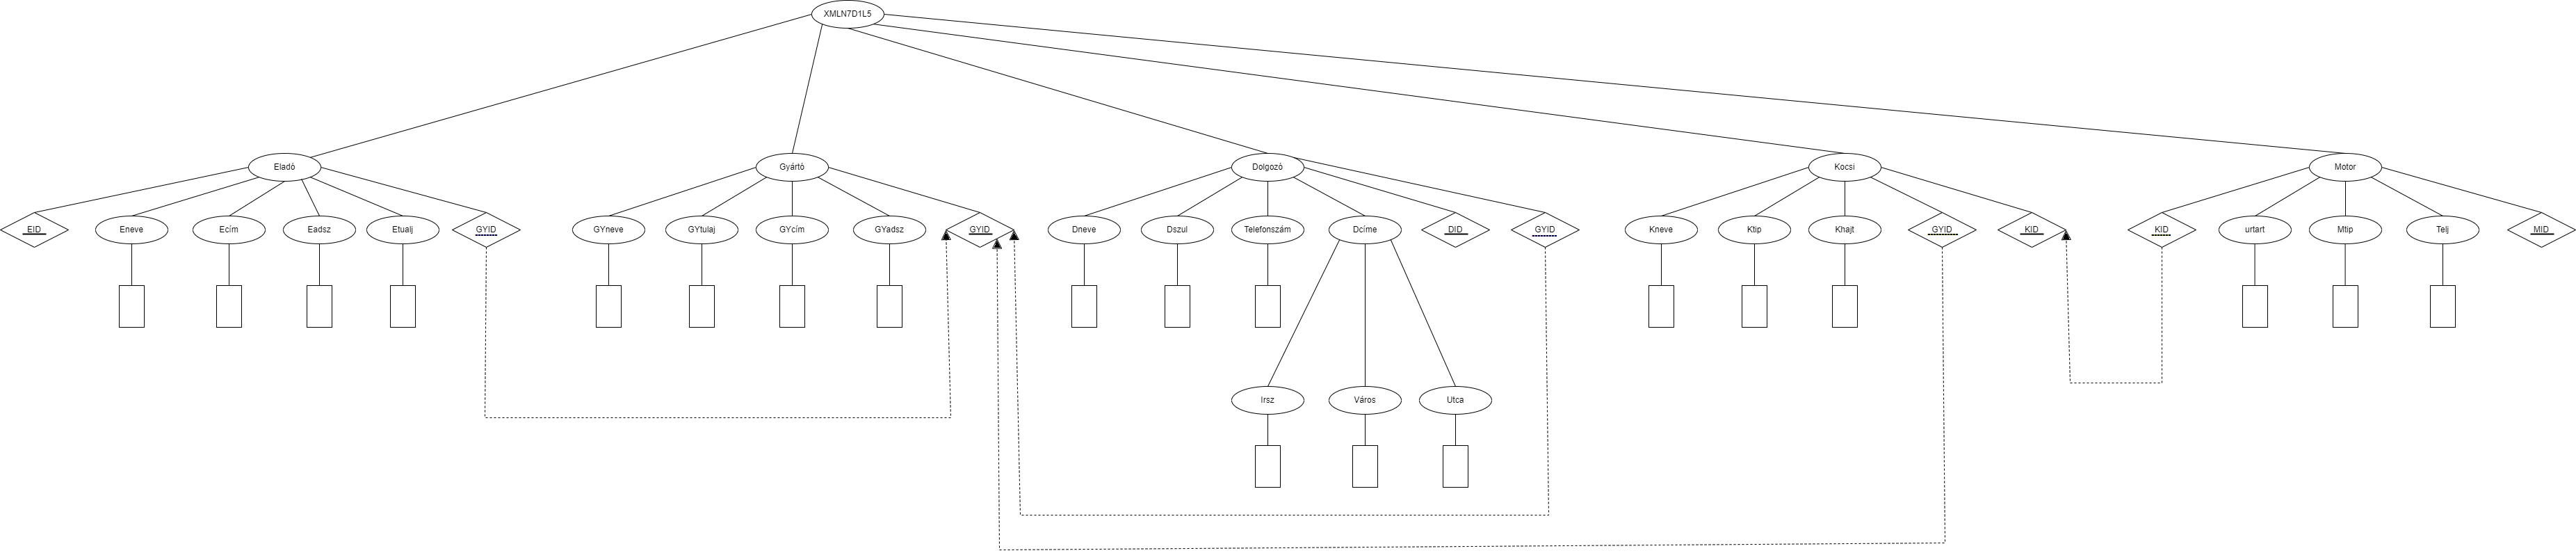 XMLN7D1L5
Eladó
Gyártó
Dolgozó
Kocsi
Motor
EID
Eneve
Ecím
Eadsz
Etualj
GYID
GYneve
GYtulaj
GYcím
GYadsz
GYID
Dneve
Dszul
Telefonszám
Dcíme
DID
GYID
Kneve
Ktip
Khajt
GYID
KID
KID
urtart
Mtip
Telj
MID
Irsz
Város
Utca